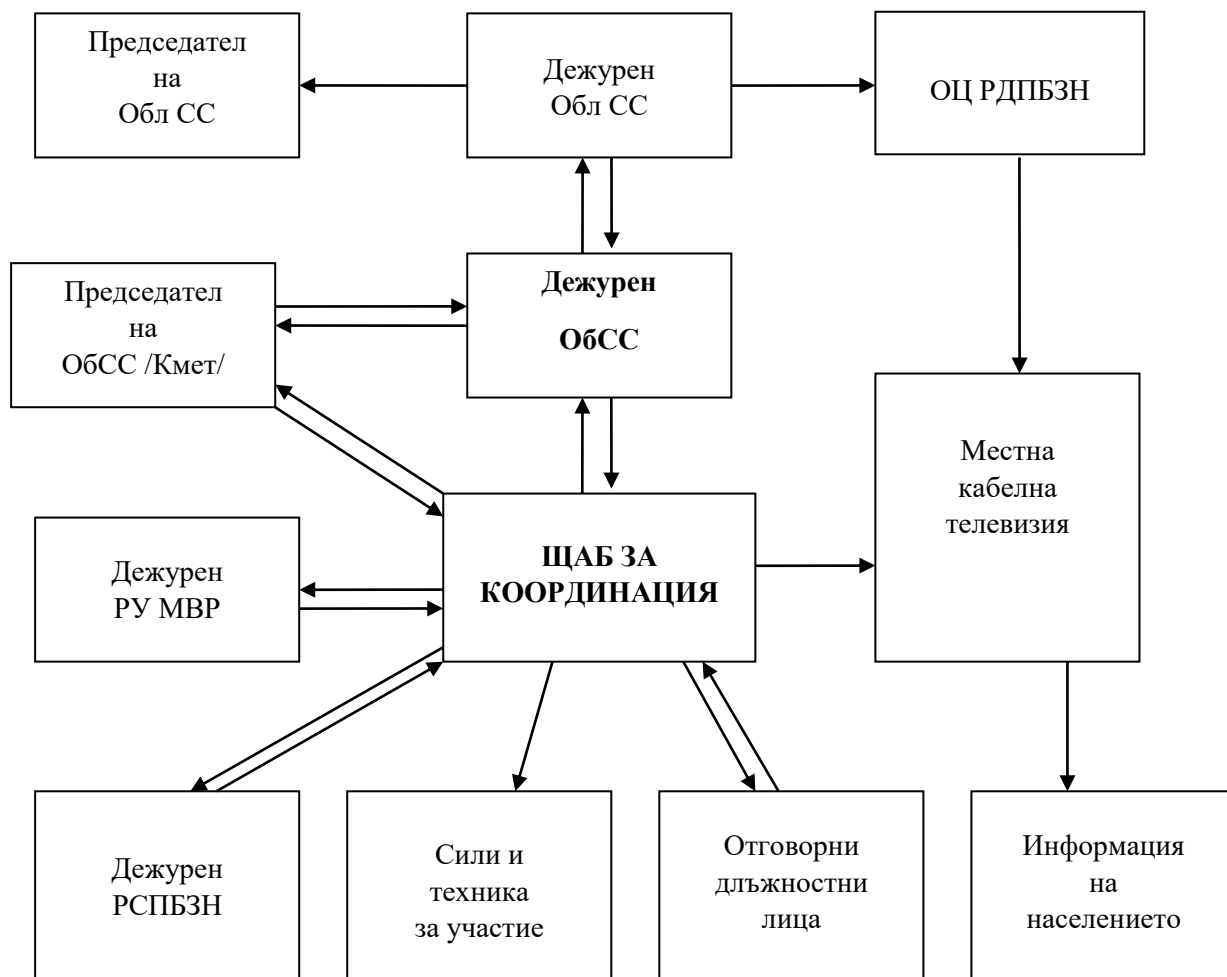 Председател
на
Обл СС
Дежурен
Обл СС
ОЦ РДПБЗН
Председател
на
ОбСС /Кмет/
Дежурен
ОбСС
Местна
кабелна
телевизия
Дежурен
РУ МВР
ЩАБ ЗА
КООРДИНАЦИЯ
Дежурен
РСПБЗН
Сили и
техника
за участие
Отговорни
длъжностни
лица
Информация
на
населението